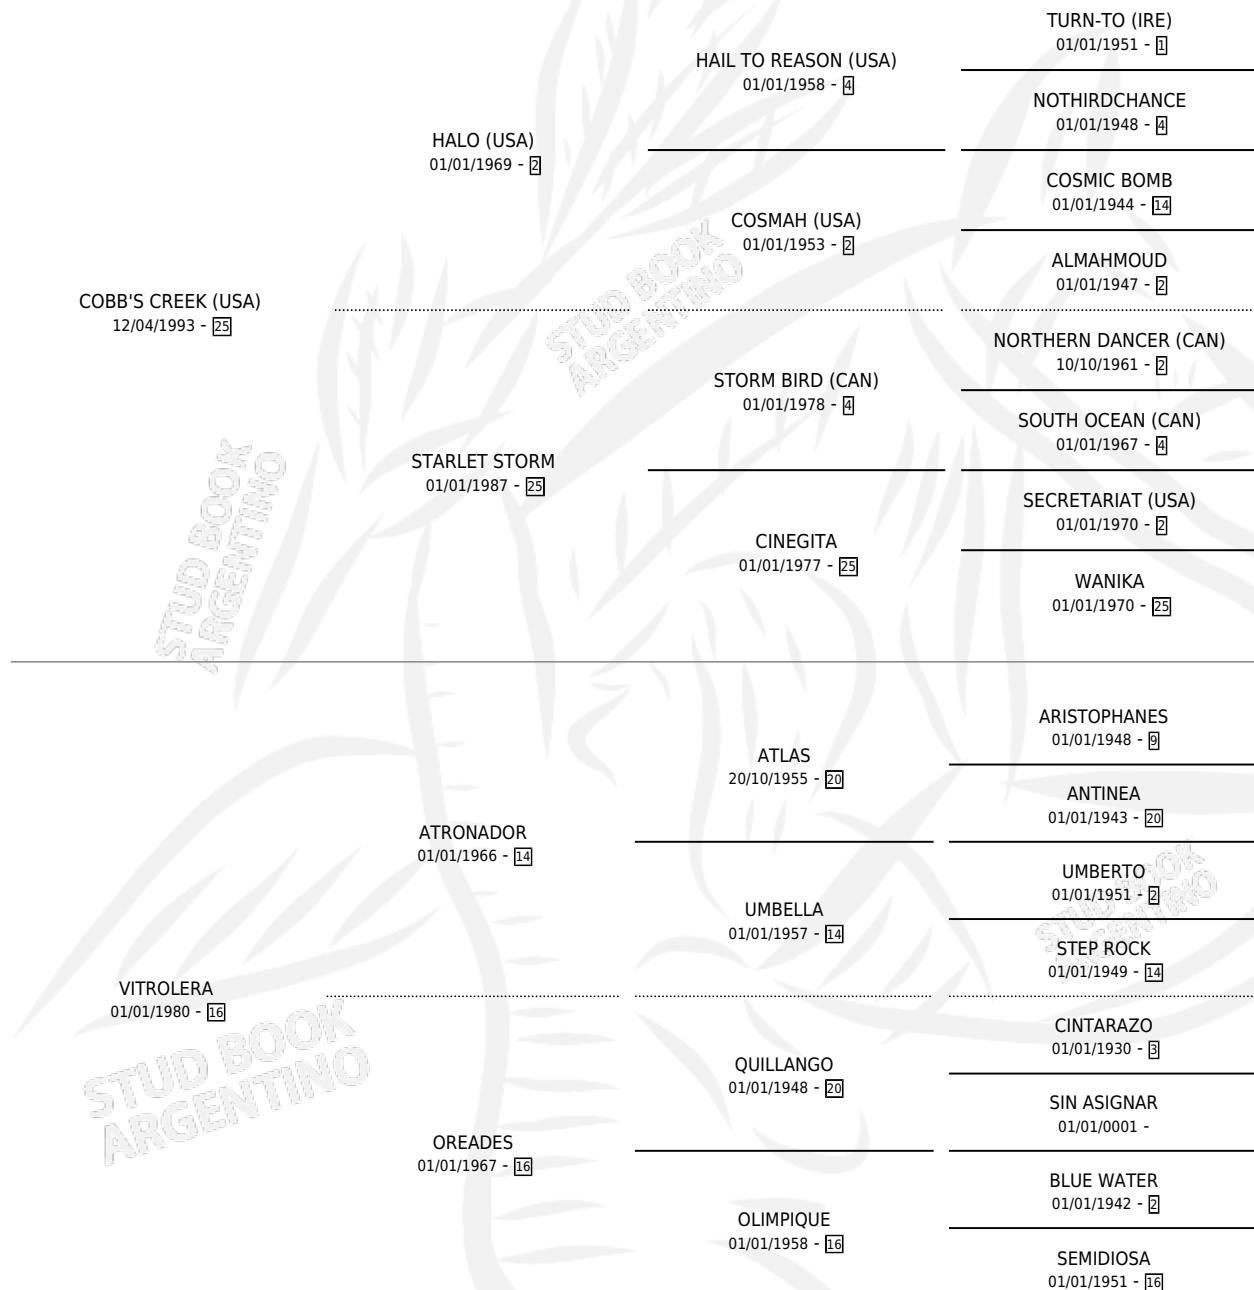 TURN-TO (IRE)
01/01/1951 - 1
HAIL TO REASON (USA)
01/01/1958 - 4
NOTHIRDCHANCE
01/01/1948 - 4
HALO (USA)
01/01/1969 - 2
COSMIC BOMB
01/01/1944 - 14
COSMAH (USA)
01/01/1953 - 2
ALMAHMOUD
01/01/1947 - 2
COBB'S CREEK (USA)
12/04/1993 - 25
NORTHERN DANCER (CAN)
10/10/1961 - 2
STORM BIRD (CAN)
01/01/1978 - 4
SOUTH OCEAN (CAN)
01/01/1967 - 4
STARLET STORM
01/01/1987 - 25
SECRETARIAT (USA)
01/01/1970 - 2
CINEGITA
01/01/1977 - 25
WANIKA
01/01/1970 - 25
ARISTOPHANES
01/01/1948 - 9
ATLAS
20/10/1955 - 20
ANTINEA
01/01/1943 - 20
ATRONADOR
01/01/1966 - 14
UMBERTO
01/01/1951 - 2
UMBELLA
01/01/1957 - 14
STEP ROCK
01/01/1949 - 14
VITROLERA
01/01/1980 - 16
CINTARAZO
01/01/1930 - 3
QUILLANGO
01/01/1948 - 20
SIN ASIGNAR
01/01/0001 -
OREADES
01/01/1967 - 16
BLUE WATER
01/01/1942 - 2
OLIMPIQUE
01/01/1958 - 16
SEMIDIOSA
01/01/1951 - 16
STUD BOOK
ARGENTINO
STUD BOOK
ARGENTINO
STUD BOOK
ARGENTINO
STUD BOOK
ARGENTINO